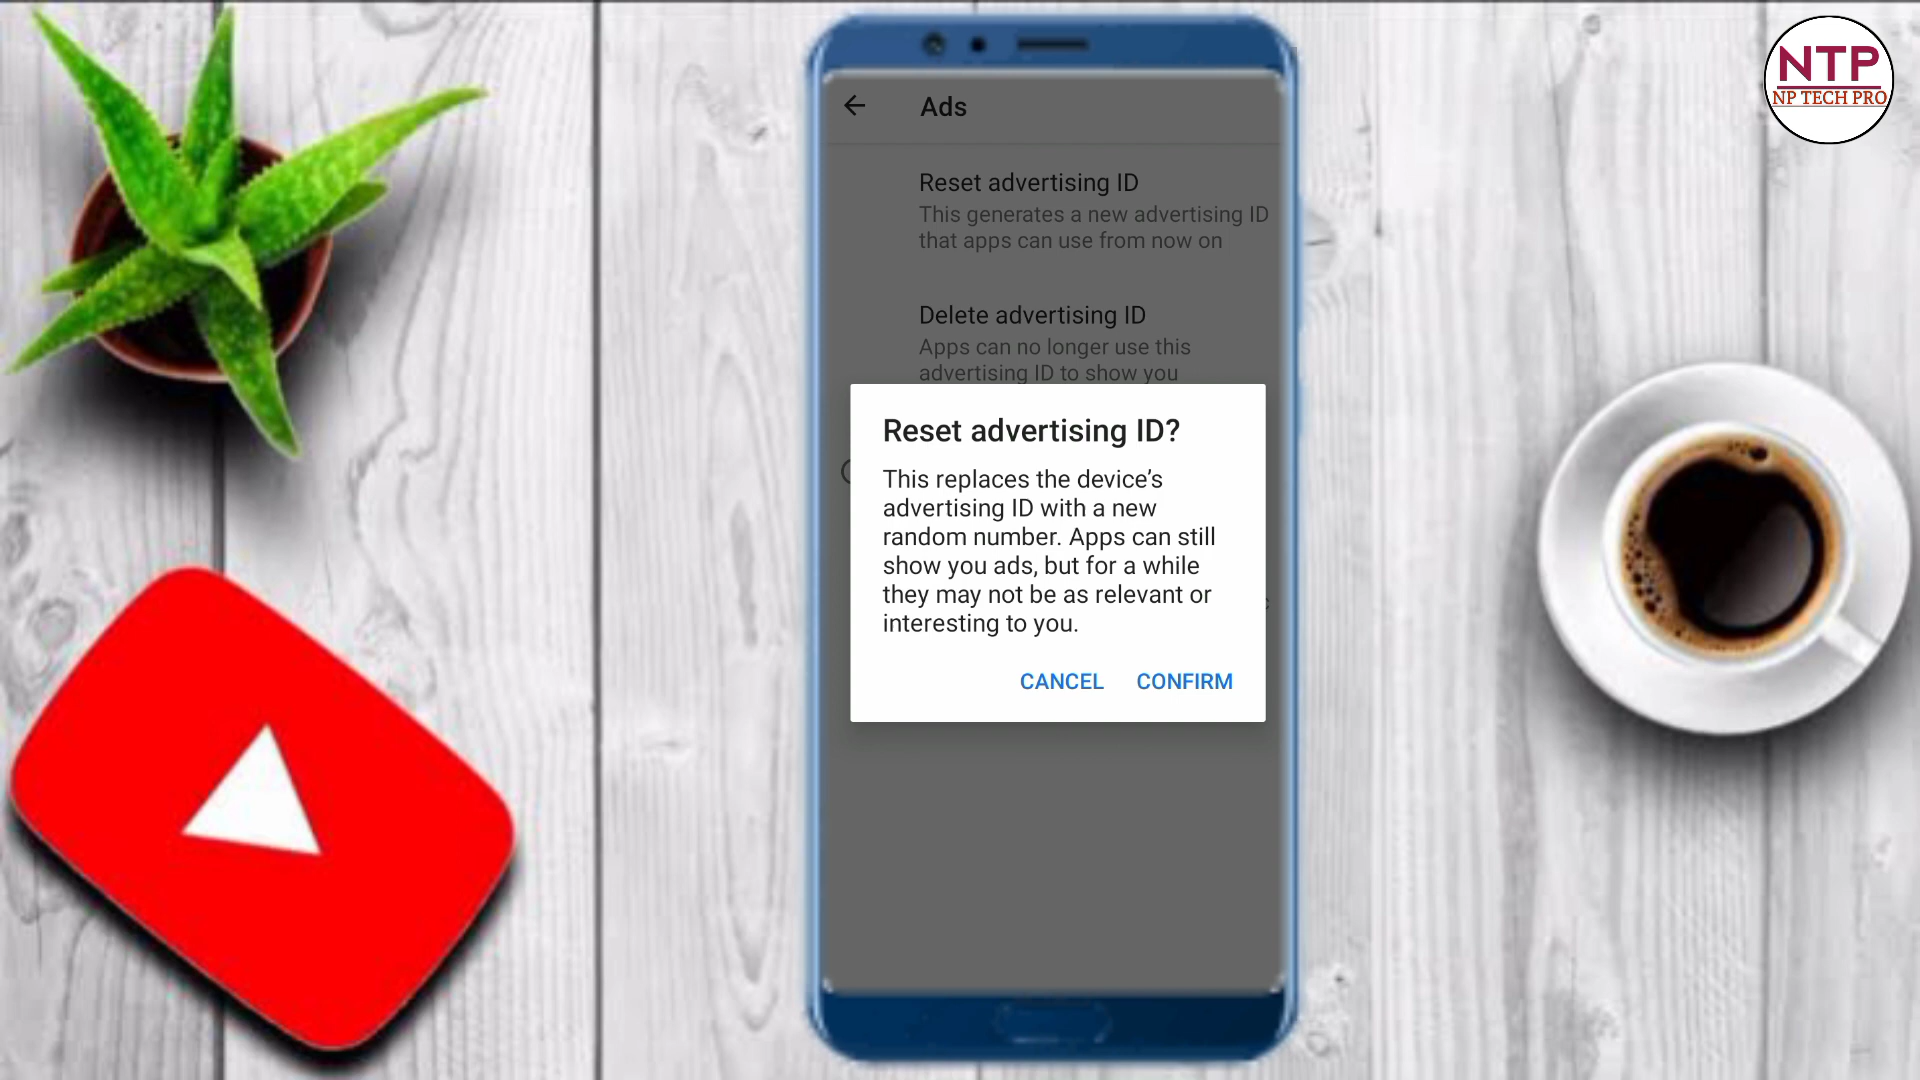 NTP
NP TECH PRO
Ads
Reset advertising ID
This generates a new advertising ID
that apps can use from now on
Delete advertising ID
Apps can no longer use this
advertising ID to show you
Reset advertising ID?
This replaces the device’s
advertising ID with a new
random number. Apps can still
show you ads, but for a while
they may not be as relevant or
interesting to you.
CANCEL CONFIRM